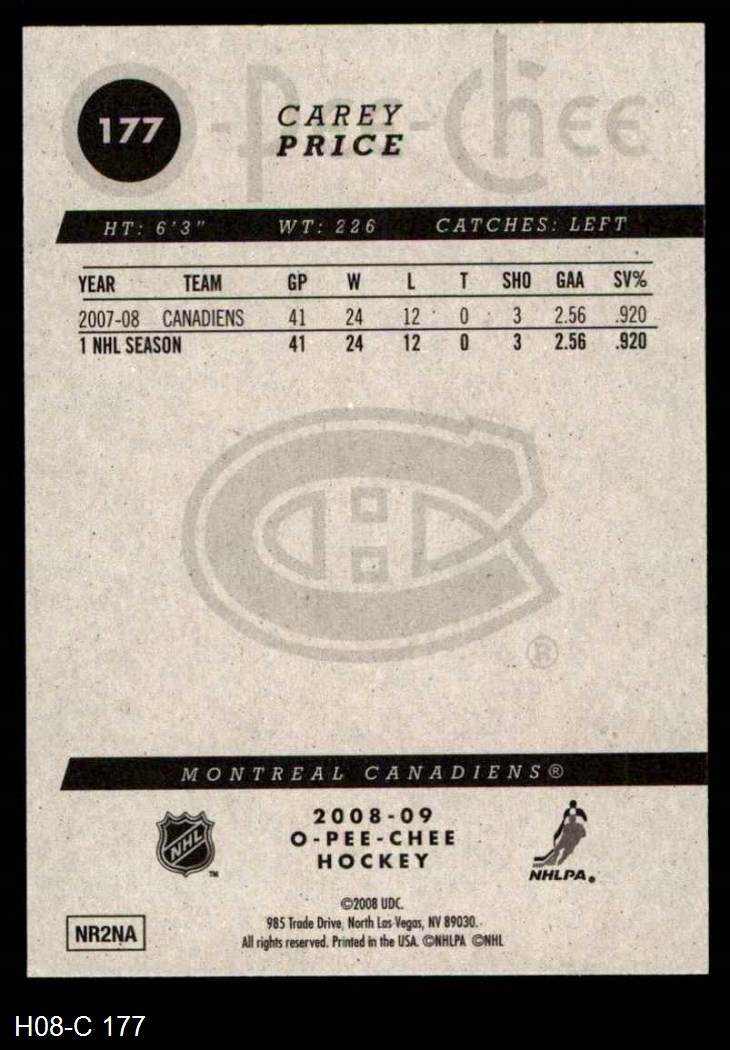 O-Pee-Chee®
177
CAREY
PRICE
HT: 6'3" WT: 226 CATCHES: LEFT
YEAR TEAM GP W L T SHO GAA SV%
2007-08 CANADIENS 41 24 12 0 3 2.56 .920
1 NHL SEASON 41 24 12 0 3 2.56 .920
®
MONTREAL CANADIENS®
NHL
TM
2008-09
O-PEE-CHEE
HOCKEY
NHLPA®
©2008 UDC.
985 Trade Drive, North Las Vegas, NV 89030.
All rights reserved. Printed in the USA. ©NHLPA ©NHL
NR2NA
H08-C 177